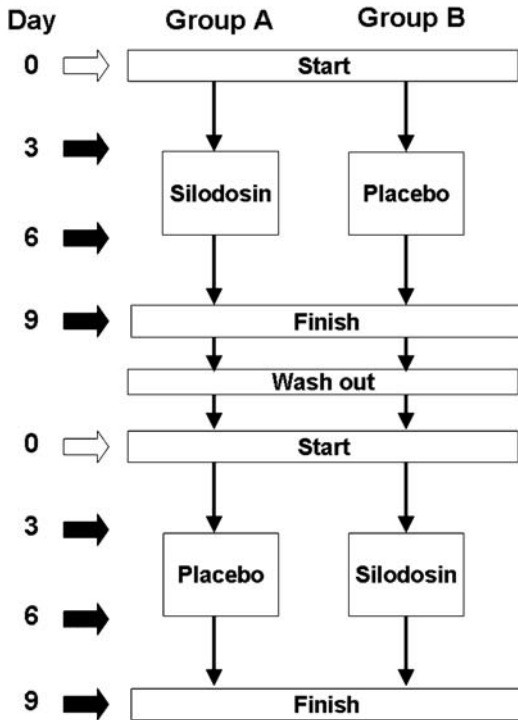 Day Group A Group B
0 Start
3
Silodosin Placebo
6
9 Finish
Wash out
0 Start
3
Placebo Silodosin
6
9 Finish